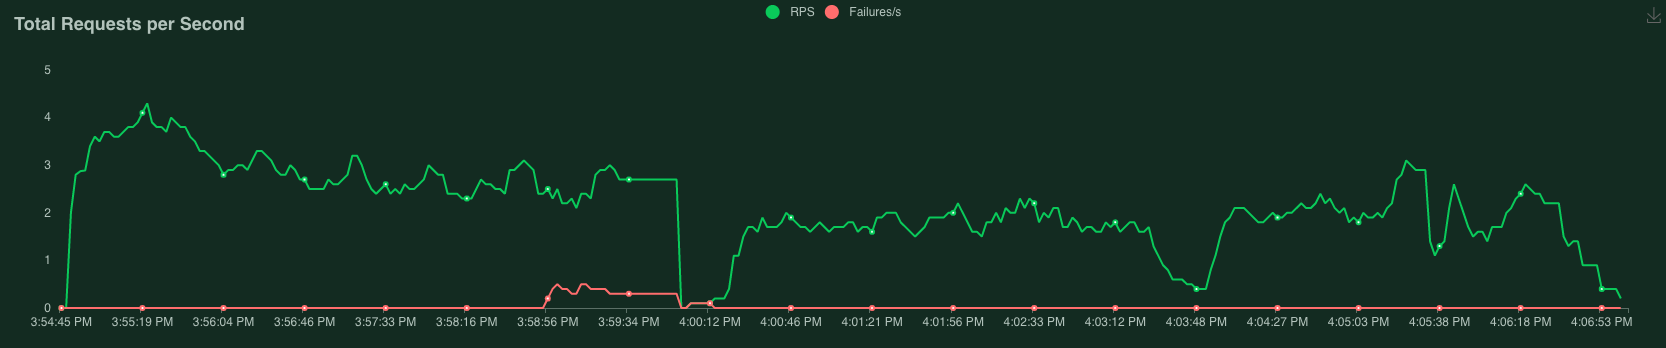 Total Requests per Second
RPS Failures/s
5
4
3
2
1
0
3:54:45 PM 3:55:19 PM 3:56:04 PM 3:56:46 PM 3:57:33 PM 3:58:16 PM 3:58:56 PM 3:59:34 PM 4:00:12 PM 4:00:46 PM 4:01:21 PM 4:01:56 PM 4:02:33 PM 4:03:12 PM 4:03:48 PM 4:04:27 PM 4:05:03 PM 4:05:38 PM 4:06:18 PM 4:06:53 PM